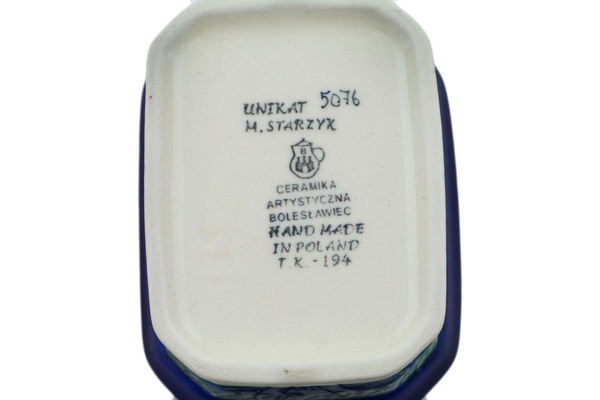 UNIKAT 5076
M. STARZYK
B
CERAMIKA
ARTYSTYCZNA
BOLESŁAWIEC
HAND MADE
IN POLAND
T.K.-194